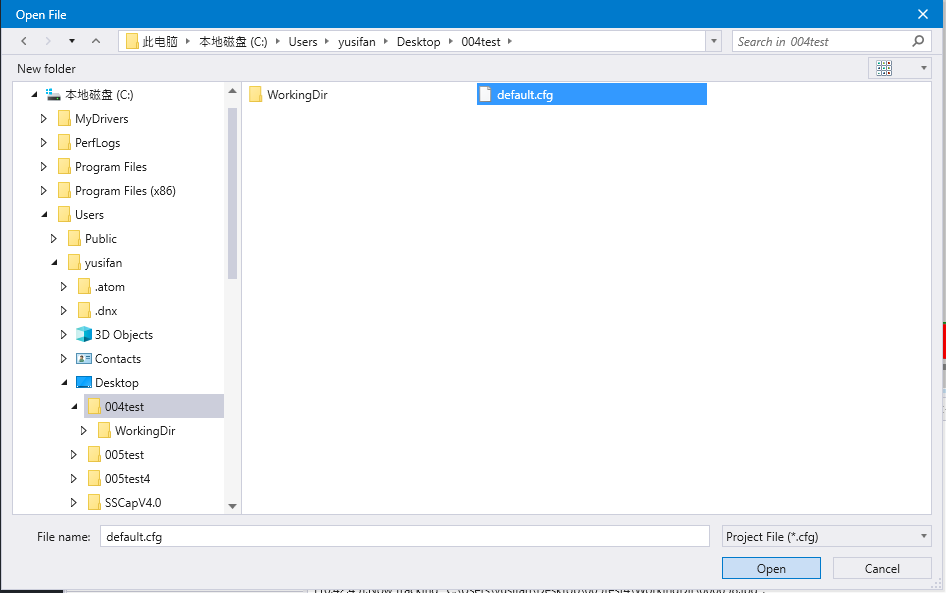 Open File
此电脑 本地磁盘 (C:) Users yusifan Desktop 004test
Search in 004test
New folder
本地磁盘 (C:)
MyDrivers
PerfLogs
Program Files
Program Files (x86)
Users
Public
yusifan
.atom
.dnx
3D Objects
Contacts
Desktop
004test
WorkingDir
005test
005test4
SSCapV4.0
WorkingDir
default.cfg
File name: default.cfg
Project File (*.cfg)
Open
Cancel